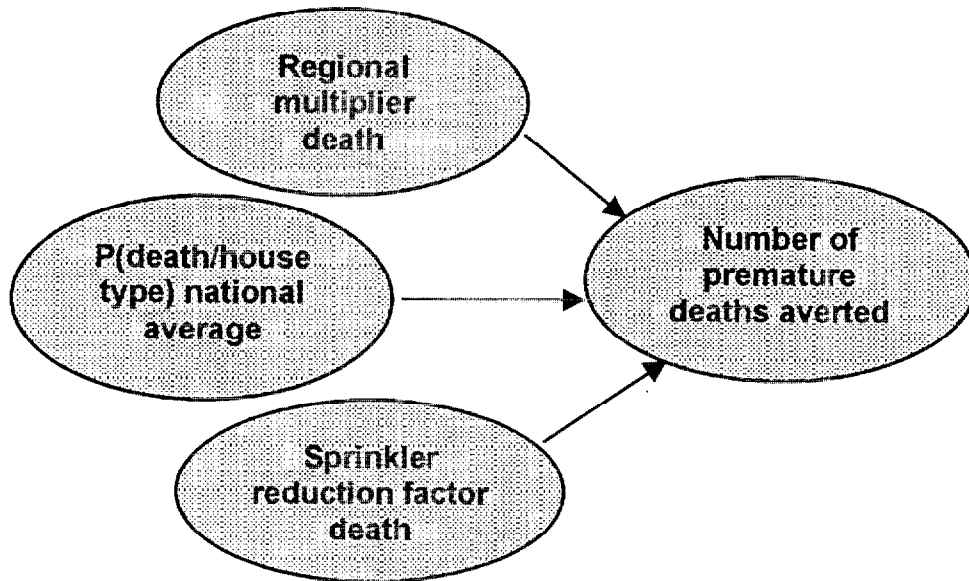 Regional
multiplier
death
P(death/house
type) national
average
Number of
premature
deaths averted
Sprinkler
reduction factor
death